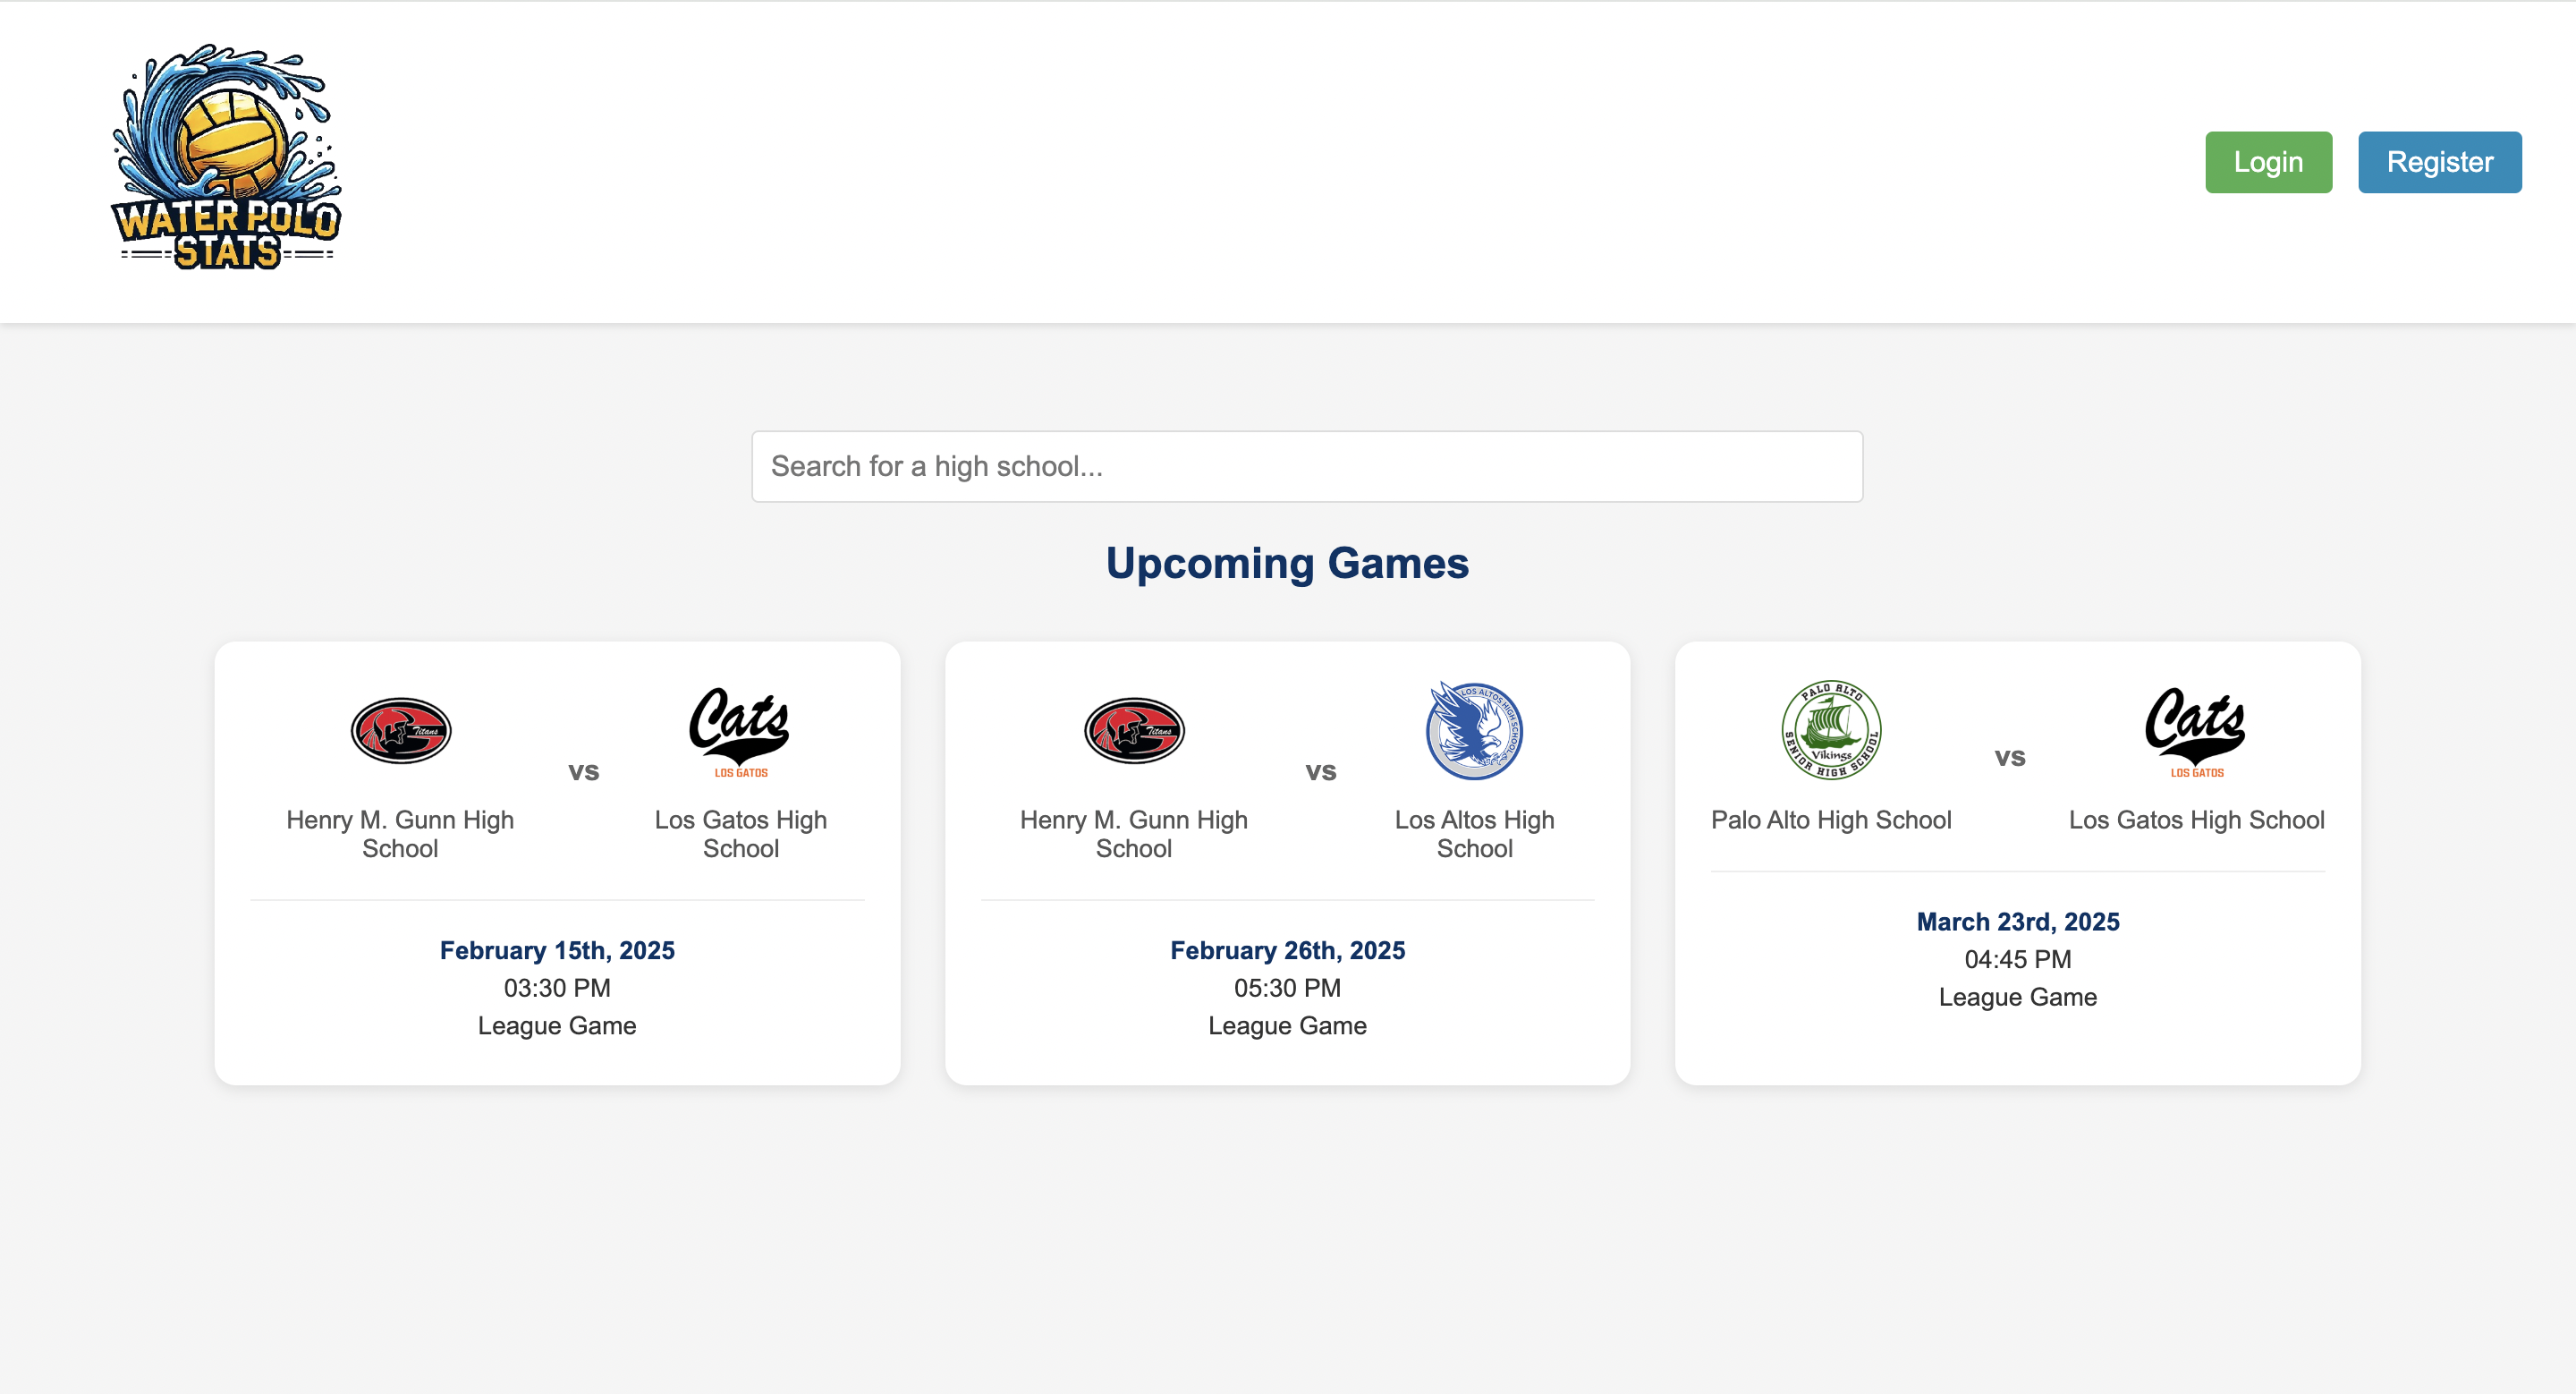 WATER POLO
STATS
Login
Register
Search for a high school...
Upcoming Games
Titans
vs
Cats
LOS GATOS
Henry M. Gunn High
School
Los Gatos High
School
February 15th, 2025
03:30 PM
League Game
Titans
vs
LOS ALTOS HIGH SCHOOL
Henry M. Gunn High
School
Los Altos High
School
February 26th, 2025
05:30 PM
League Game
PALO ALTO
Vikings
SENIOR HIGH SCHOOL
vs
Cats
LOS GATOS
Palo Alto High School
Los Gatos High School
March 23rd, 2025
04:45 PM
League Game